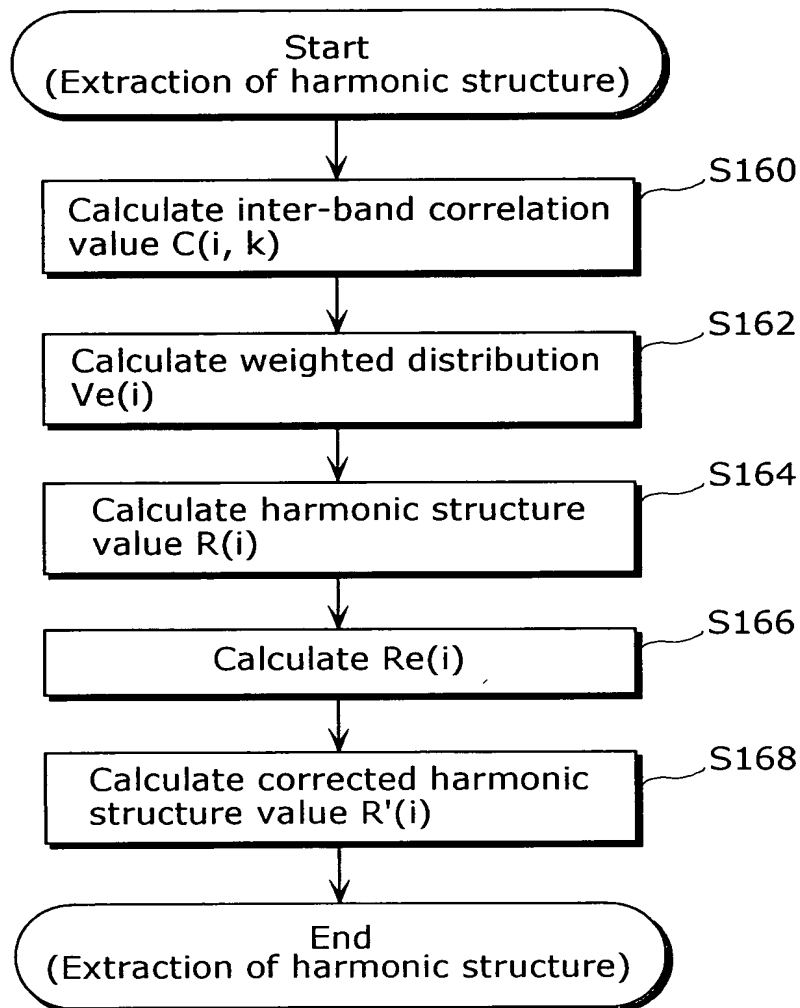 Start
(Extraction of harmonic structure)
S160
Calculate inter-band correlation
value C(i, k)
S162
Calculate weighted distribution
Ve(i)
S164
Calculate harmonic structure
value R(i)
S166
Calculate Re(i)
S168
Calculate corrected harmonic
structure value R'(i)
End
(Extraction of harmonic structure)